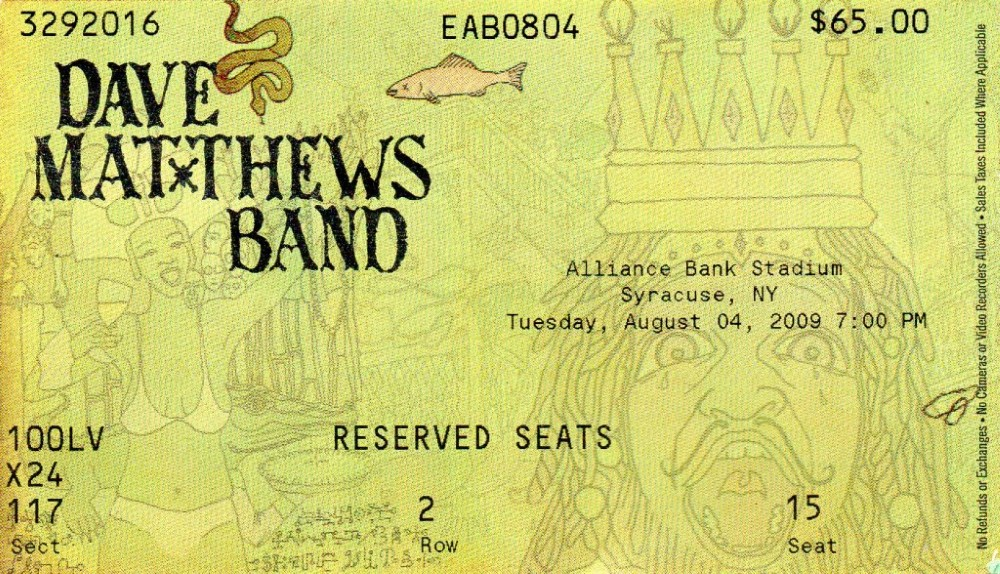 3292016
EAB0804
$65.00
DAVE
MATTHEWS
BAND
Alliance Bank Stadium
Syracuse, NY
Tuesday, August 04, 2009 7:00 PM
100LV
RESERVED SEATS
X24
117
2
15
Sect
Row
Seat
No Refunds or Exchanges • No Cameras or Video Recorders Allowed • Sales Taxes Included Where Applicable